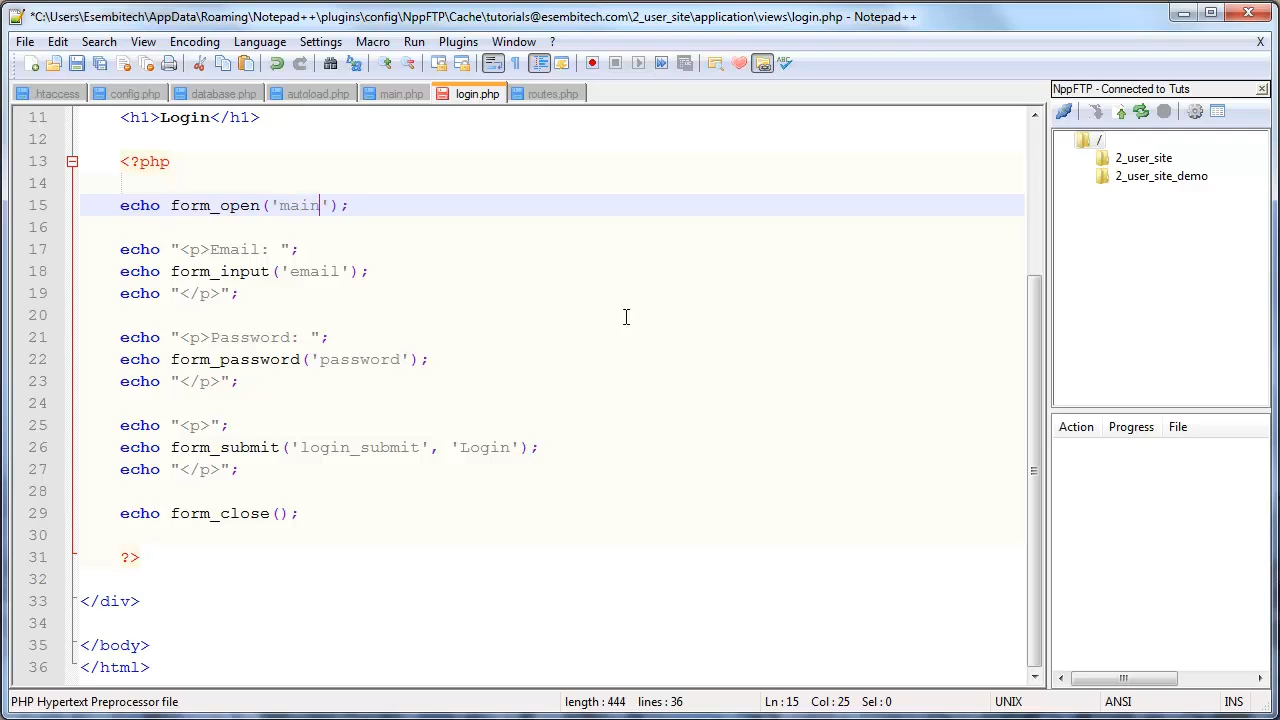 *C:\Users\Esembitech\AppData\Roaming\Notepad++\plugins\config\NppFTP\Cache\tutorials@esembitech.com\2_user_site\application\views\login.php - Notepad++
File Edit Search View Encoding Language Settings Macro Run Plugins Window ? X
.htaccess config.php database.php autoload.php main.php login.php routes.php
NppFTP - Connected to Tuts
/
2_user_site
2_user_site_demo
Action Progress File
11 <h1>Login</h1>
12
13 <?php
14
15 echo form_open('main');
16
17 echo "<p>Email: ";
18 echo form_input('email');
19 echo "</p>";
20
21 echo "<p>Password: ";
22 echo form_password('password');
23 echo "</p>";
24
25 echo "<p>";
26 echo form_submit('login_submit', 'Login');
27 echo "</p>";
28
29 echo form_close();
30
31 ?>
32
33 </div>
34
35 </body>
36 </html>
PHP Hypertext Preprocessor file length : 444 lines : 36 Ln : 15 Col : 25 Sel : 0 UNIX ANSI INS